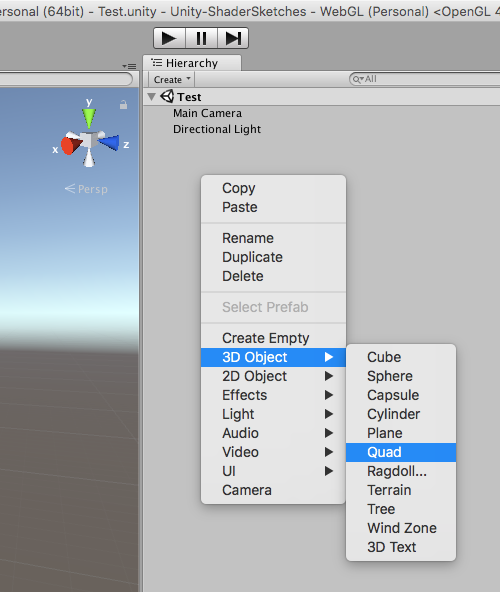 ersonal (64bit) - Test.unity - Unity-ShaderSketches - WebGL (Personal) <OpenGL 4
Hierarchy
Create
All
Test
Main Camera
Directional Light
y
x
z
Persp
Copy
Paste
Rename
Duplicate
Delete
Select Prefab
Create Empty
3D Object
2D Object
Effects
Light
Audio
Video
UI
Camera
Cube
Sphere
Capsule
Cylinder
Plane
Quad
Ragdoll...
Terrain
Tree
Wind Zone
3D Text